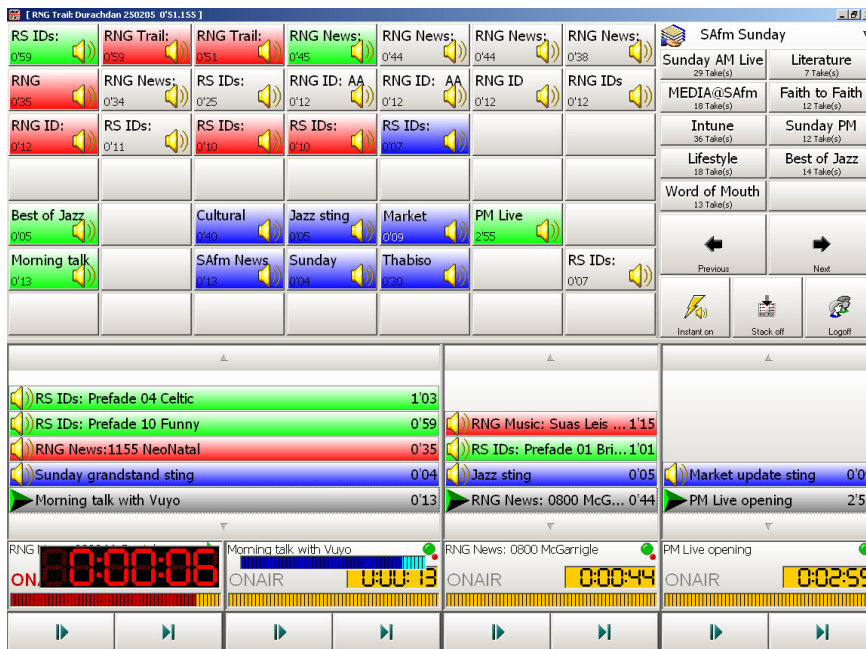 [ RNG Trail: Durachdan 250205 0'51.155 ]
RS IDs: RNG Trail: RNG Trail: RNG News: RNG News: RNG News: RNG News:
0'59 0'59 0'51 0'45 0'44 0'44 0'38
RNG RNG News: RS IDs: RNG ID: AA RNG ID: AA RNG ID RNG IDs
0'35 0'34 0'25 0'12 0'12 0'12 0'12
RNG ID: RS IDs: RS IDs: RS IDs: RS IDs:
0'12 0'11 0'10 0'10 0'07
Best of Jazz Cultural Jazz sting Market PM Live
0'05 0'40 0'05 0'09 2'55
Morning talk SAfm News Sunday Thabiso RS IDs:
0'13 0'13 0'04 0'30 0'07
SAfm Sunday
Sunday AM Live Literature
29 Take(s) 7 Take(s)
MEDIA@SAfm Faith to Faith
18 Take(s) 12 Take(s)
Intune Sunday PM
36 Take(s) 12 Take(s)
Lifestyle Best of Jazz
18 Take(s) 14 Take(s)
Word of Mouth
13 Take(s)
Previous Next
Instant on Stack off Logoff
RS IDs: Prefade 04 Celtic 1'03
RS IDs: Prefade 10 Funny 0'59
RNG News:1155 NeoNatal 0'35
Sunday grandstand sting 0'04
Morning talk with Vuyo 0'13
RNG Music: Suas Leis ... 1'15
RS IDs: Prefade 01 Bri... 1'01
Jazz sting 0'05
RNG News: 0800 McG... 0'44
Market update sting 0'0
PM Live opening 2'5
RNG
0:00:06
Morning talk with Vuyo
ONAIR 0:00:13
RNG News: 0800 McGarrigle
ONAIR 0:00:44
PM Live opening
ONAIR 0:02:55